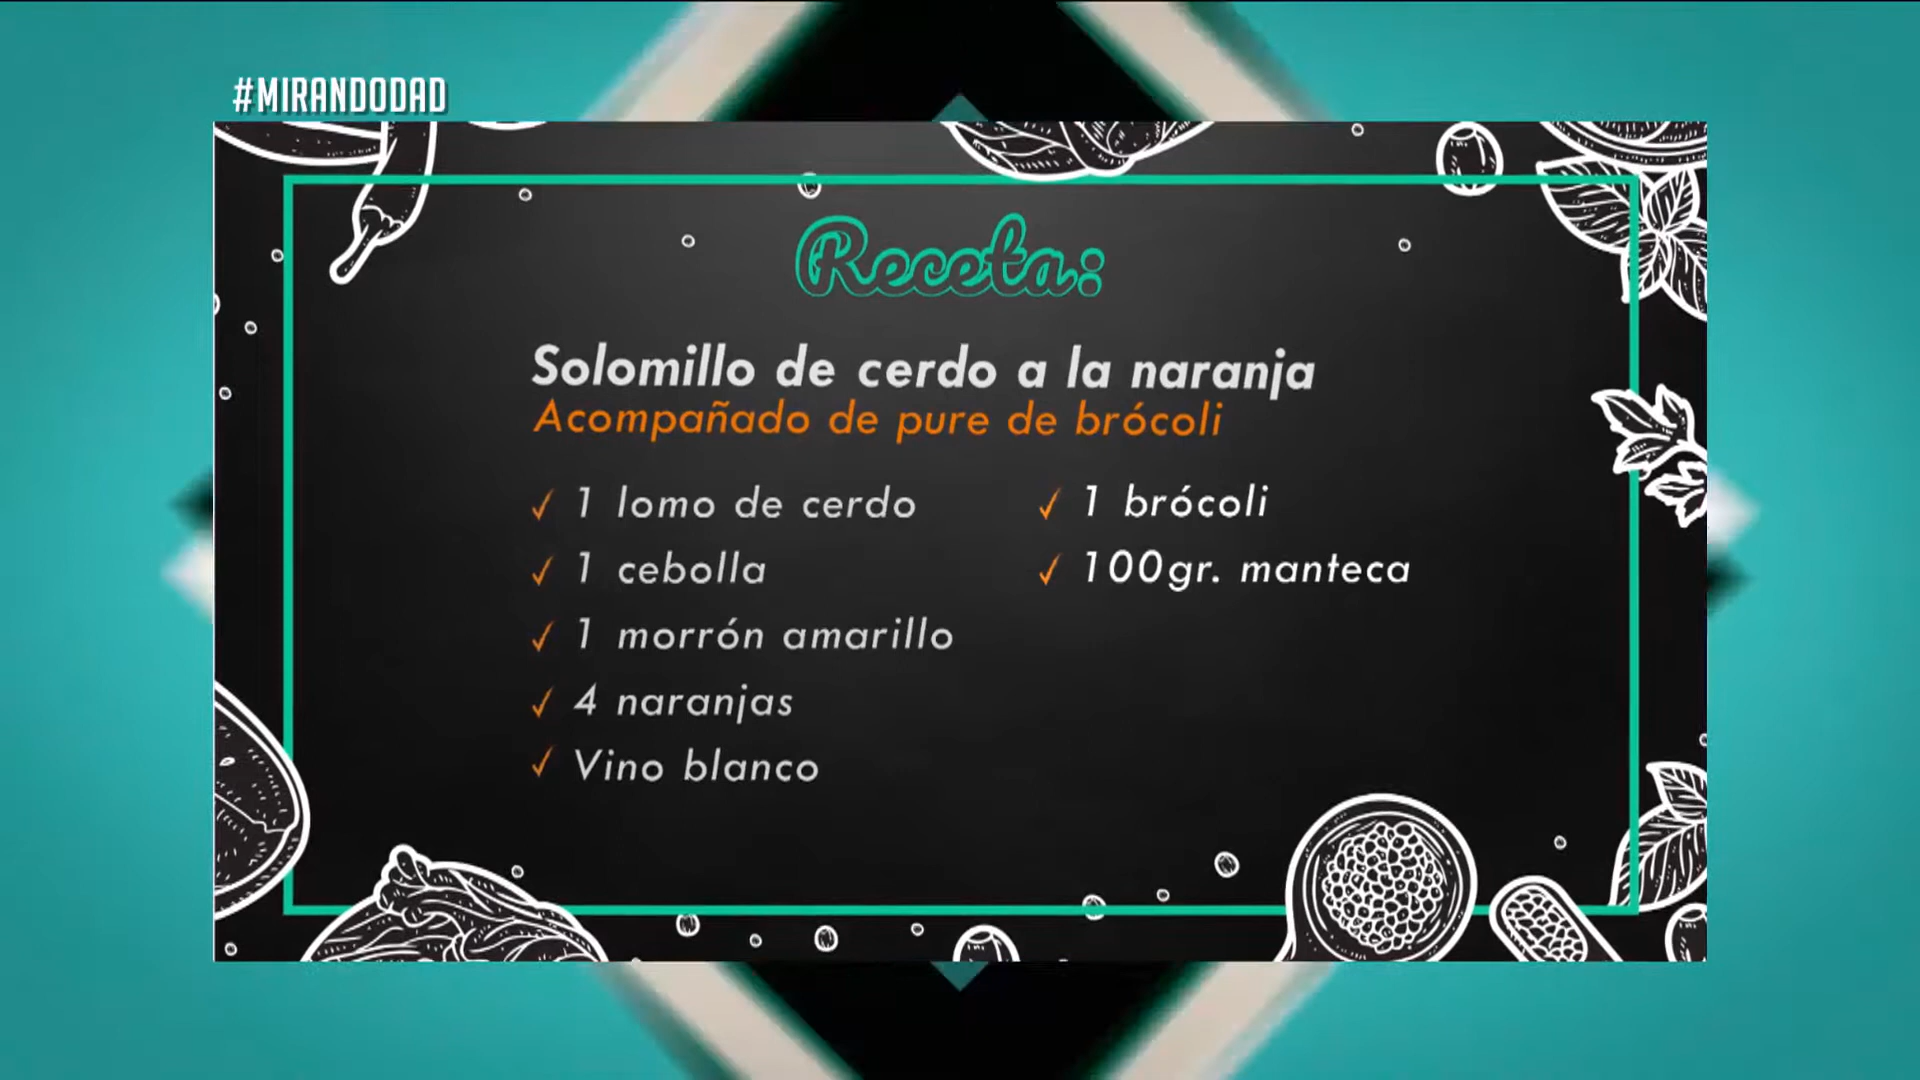 #MIRANDODAD
Receta:
Solomillo de cerdo a la naranja
Acompañado de pure de brócoli
✓ 1 lomo de cerdo
✓ 1 cebolla
✓ 1 morrón amarillo
✓ 4 naranjas
✓ Vino blanco
✓ 1 brócoli
✓ 100gr. manteca